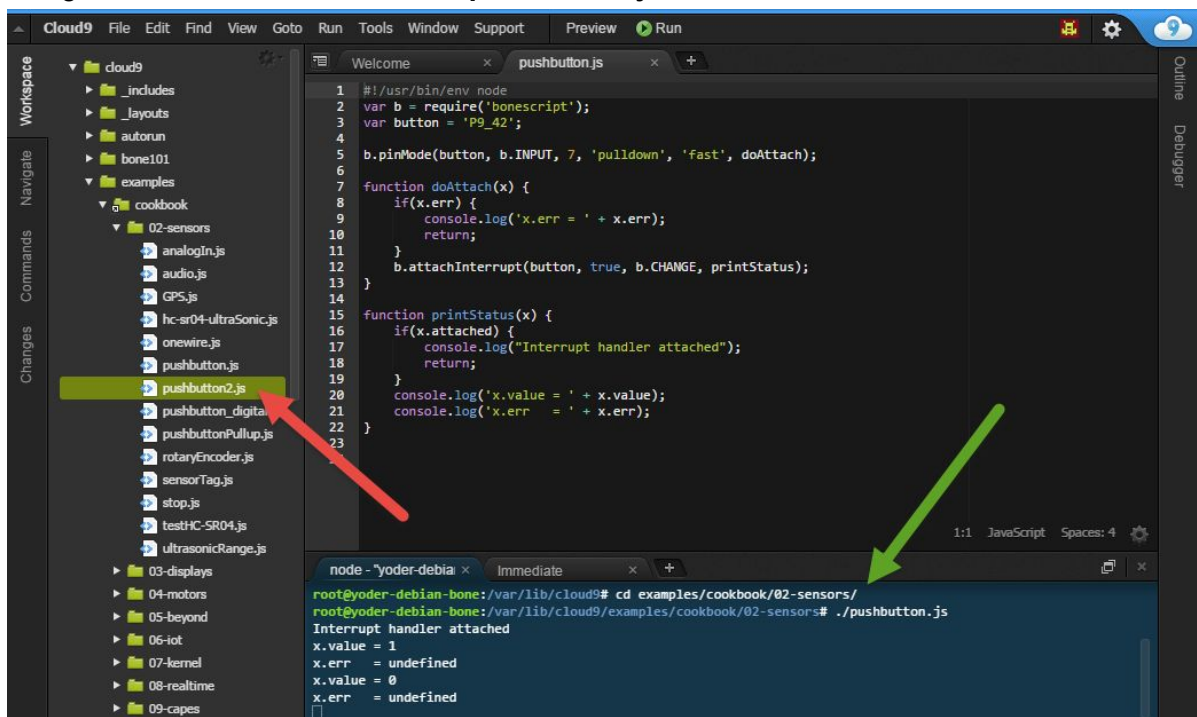 Cloud9 File Edit Find View Goto Run Tools Window Support Preview Run
Workspace
Navigate
Commands
Changes
cloud9
_includes
_layouts
autorun
bone101
examples
cookbook
02-sensors
analogIn.js
audio.js
GPS.js
hc-sr04-ultraSonic.js
onewire.js
pushbutton.js
pushbutton2.js
pushbutton_digital
pushbuttonPullup.js
rotaryEncoder.js
sensorTag.js
stop.js
testHC-SR04.js
ultrasonicRange.js
03-displays
04-motors
05-beyond
06-iot
07-kernel
08-realtime
09-capes
Welcome × pushbutton.js × +
1 #!/usr/bin/env node
2 var b = require('bonescript');
3 var button = 'P9_42';
4
5 b.pinMode(button, b.INPUT, 7, 'pulldown', 'fast', doAttach);
6
7 function doAttach(x) {
8 if(x.err) {
9 console.log('x.err = ' + x.err);
10 return;
11 }
12 b.attachInterrupt(button, true, b.CHANGE, printStatus);
13 }
14
15 function printStatus(x) {
16 if(x.attached) {
17 console.log("Interrupt handler attached");
18 return;
19 }
20 console.log('x.value = ' + x.value);
21 console.log('x.err   = ' + x.err);
22 }
23
1:1 JavaScript Spaces: 4
Outline
Debugger
node - "yoder-debia × Immediate × +
root@yoder-debian-bone:/var/lib/cloud9# cd examples/cookbook/02-sensors/
root@yoder-debian-bone:/var/lib/cloud9/examples/cookbook/02-sensors# ./pushbutton.js
Interrupt handler attached
x.value = 1
x.err   = undefined
x.value = 0
x.err   = undefined